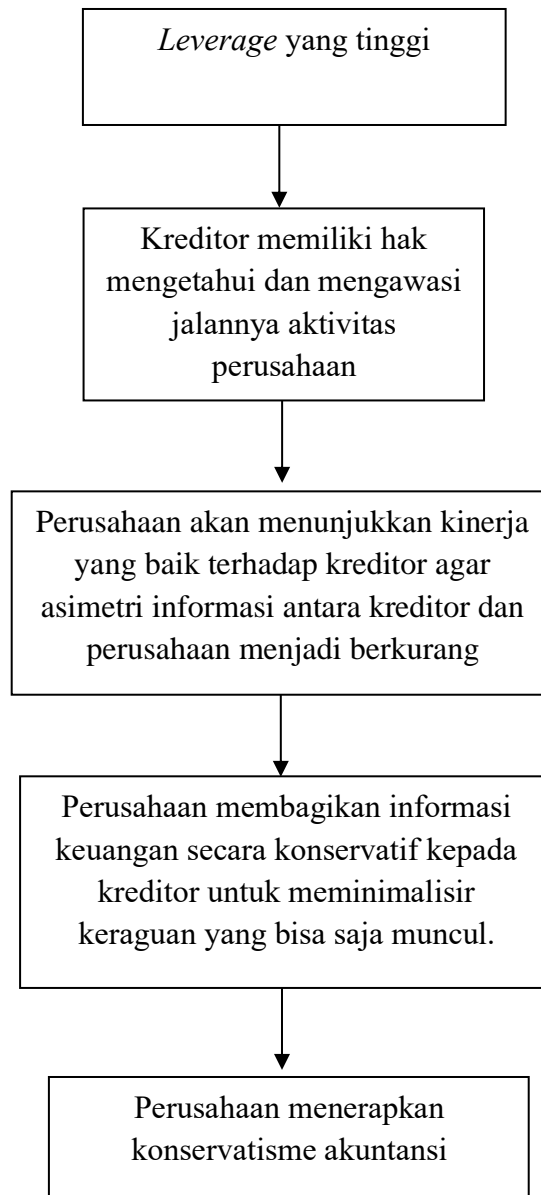 Leverage yang tinggi
Kreditor memiliki hak
mengetahui dan mengawasi
jalannya aktivitas
perusahaan
Perusahaan akan menunjukkan kinerja
yang baik terhadap kreditor agar
asimetri informasi antara kreditor dan
perusahaan menjadi berkurang
Perusahaan membagikan informasi
keuangan secara konservatif kepada
kreditor untuk meminimalisir
keraguan yang bisa saja muncul.
Perusahaan menerapkan
konservatisme akuntansi